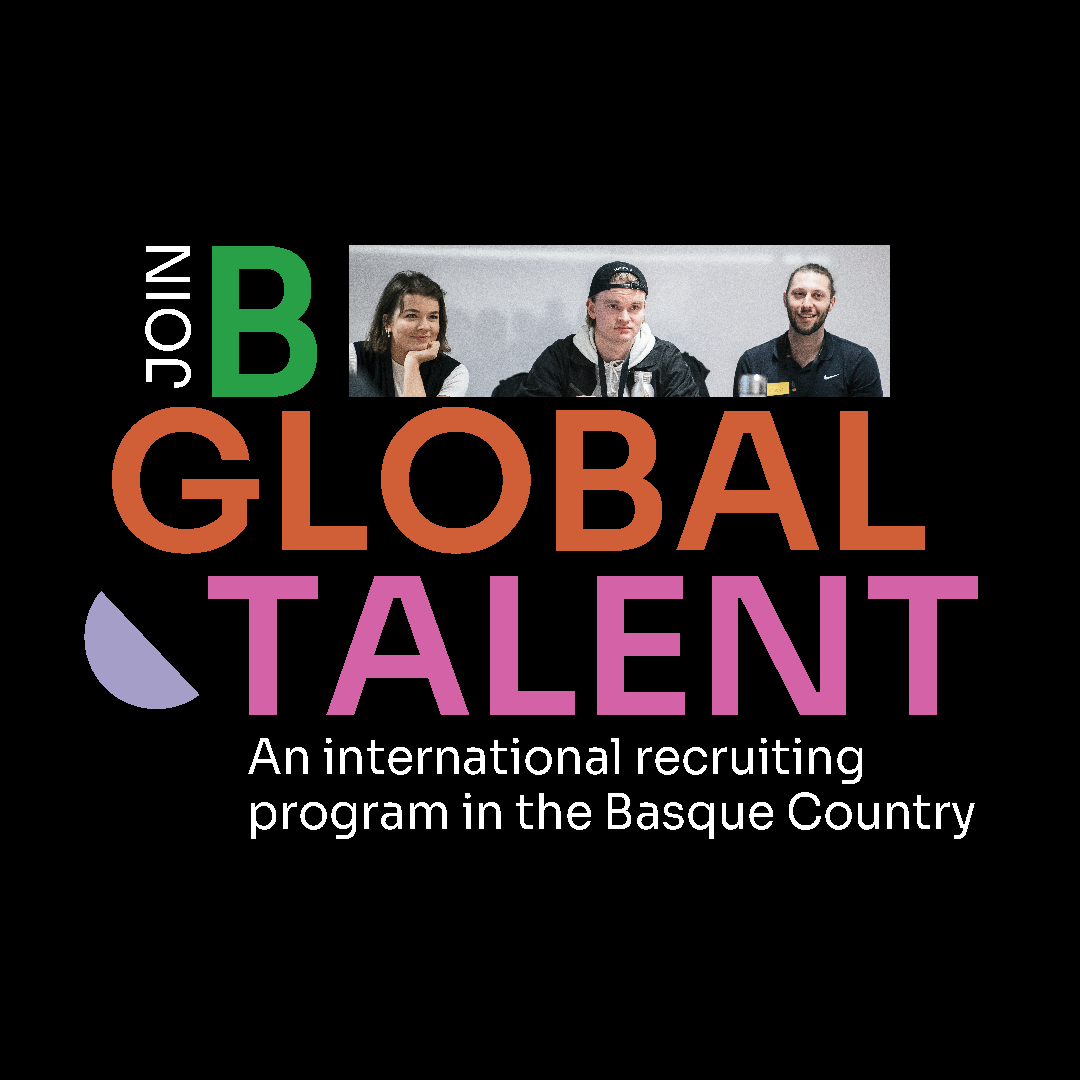 JOIN
B
GLOBAL
TALENT
An international recruiting
program in the Basque Country